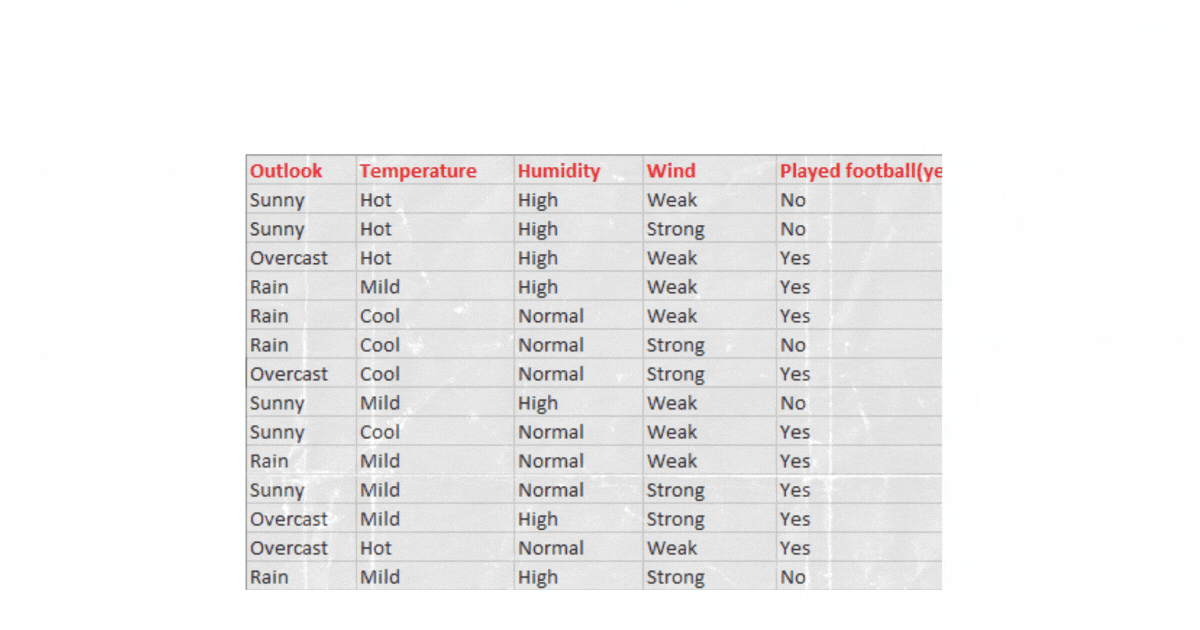 Outlook Temperature Humidity Wind Played football(ye
Sunny Hot High Weak No
Sunny Hot High Strong No
Overcast Hot High Weak Yes
Rain Mild High Weak Yes
Rain Cool Normal Weak Yes
Rain Cool Normal Strong No
Overcast Cool Normal Strong Yes
Sunny Mild High Weak No
Sunny Cool Normal Weak Yes
Rain Mild Normal Weak Yes
Sunny Mild Normal Strong Yes
Overcast Mild High Strong Yes
Overcast Hot Normal Weak Yes
Rain Mild High Strong No